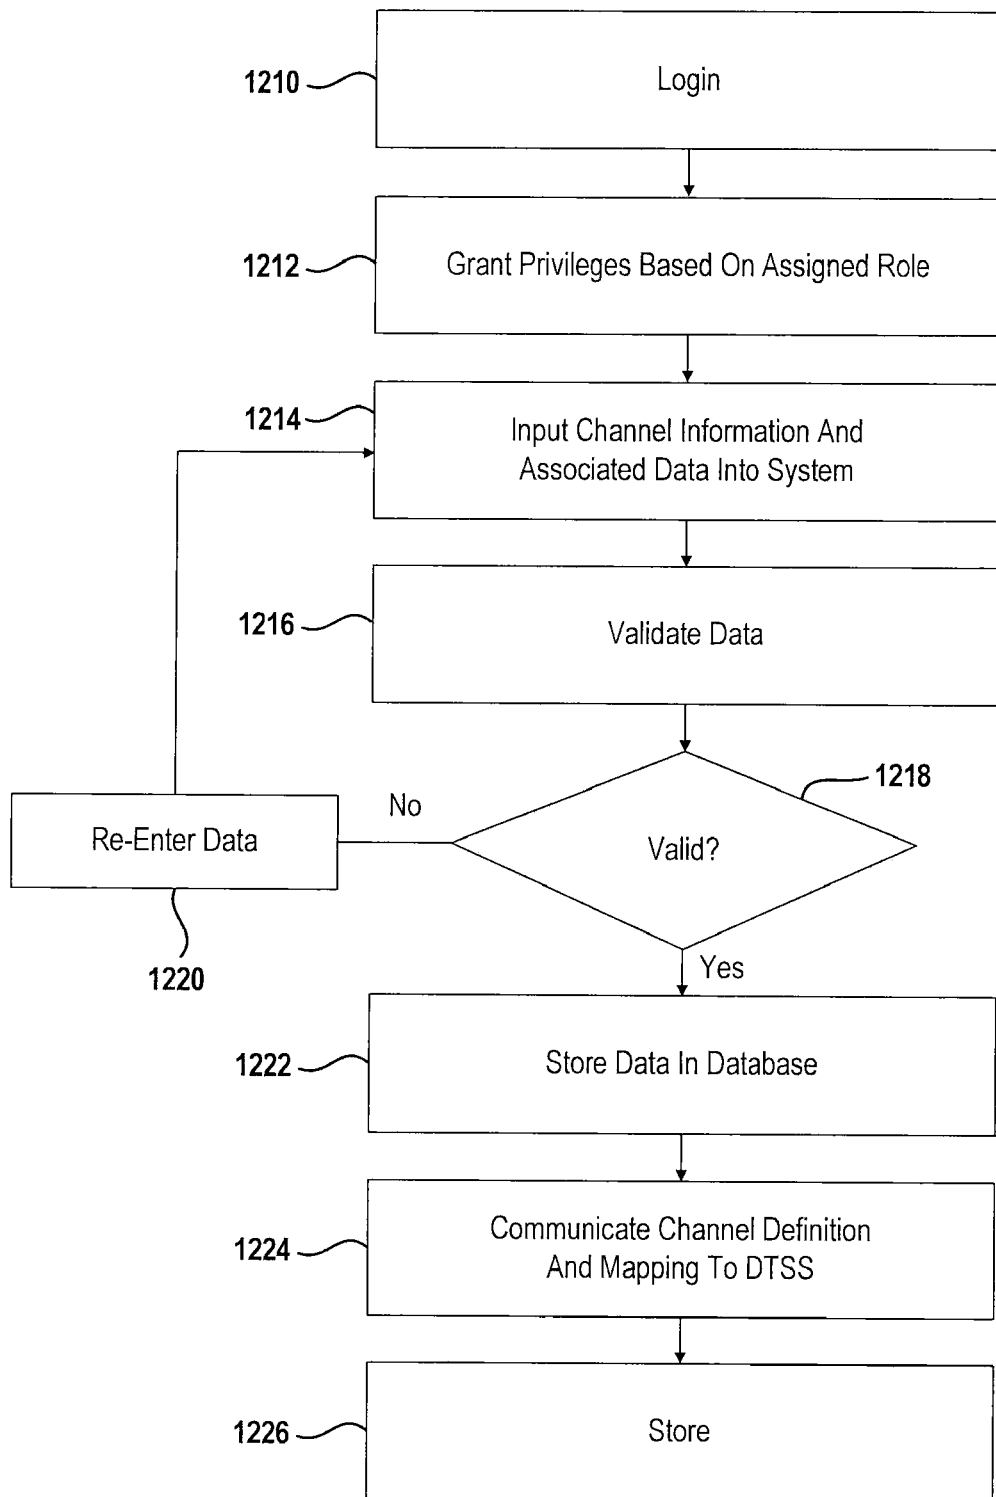 1210
Login
1212
Grant Privileges Based On Assigned Role
1214
Input Channel Information And
Associated Data Into System
1216
Validate Data
1218
Valid?
No
Re-Enter Data
1220
Yes
1222
Store Data In Database
1224
Communicate Channel Definition
And Mapping To DTSS
1226
Store